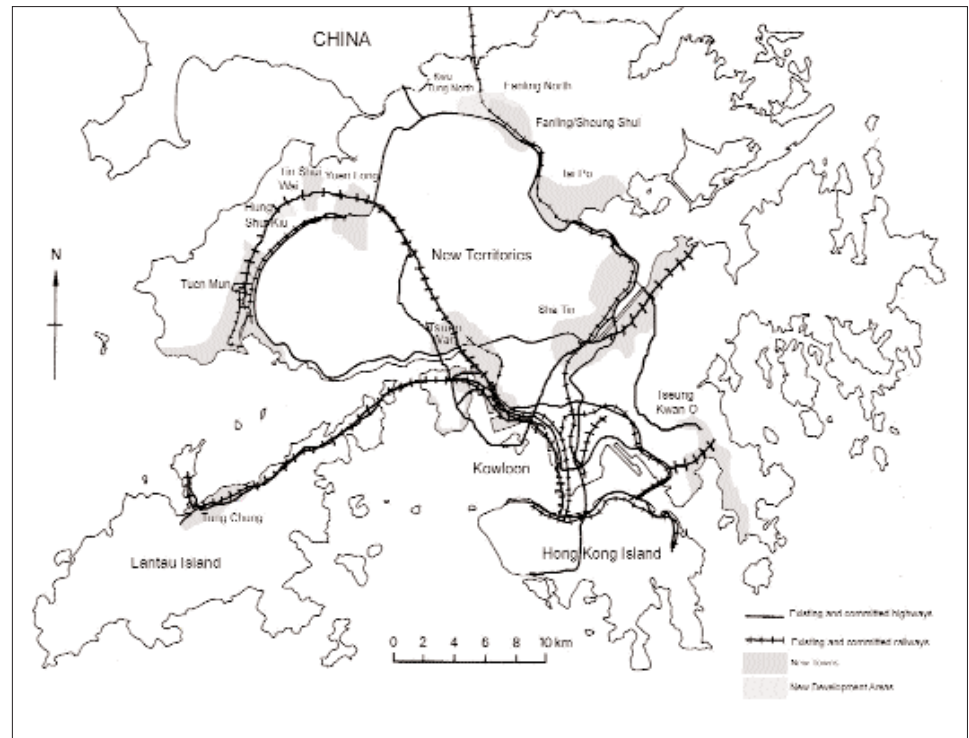 CHINA
Kwu
Tung North
Fanling North
Fanling/Sheung Shui
Tai Po
Tin Shui
Wai
Yuen Long
Hung
Shui Kiu
N
New Territories
Tuen Mun
Sha Tin
Tsuen
Wan
Tseung
Kwan O
Kowloon
Tung Chung
Lantau Island
Hong Kong Island
Existing and committed highways
Existing and committed railways
0 2 4 6 8 10 km
New Towns
New Development Areas